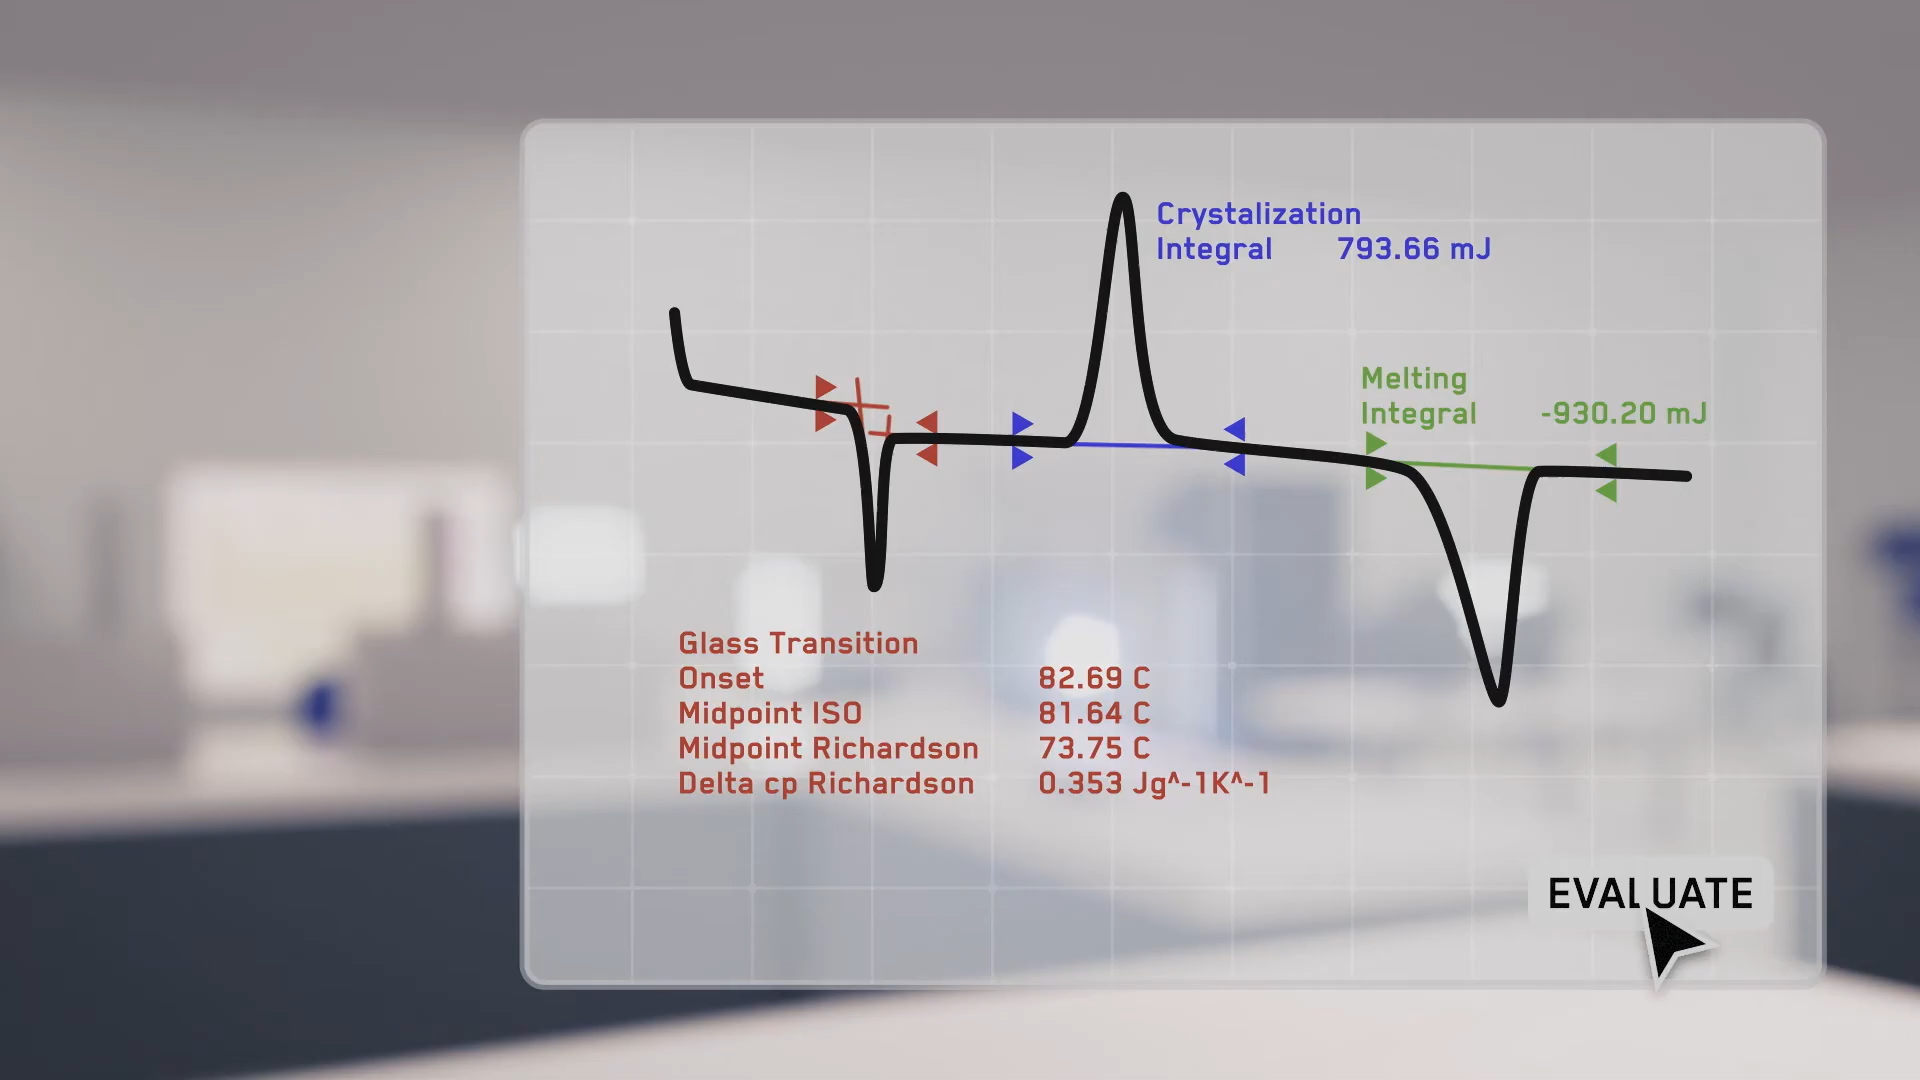 Crystalization
Integral 793.66 mJ
Melting
Integral -930.20 mJ
Glass Transition
Onset 82.69 C
Midpoint ISO 81.64 C
Midpoint Richardson 73.75 C
Delta cp Richardson 0.353 Jg^-1K^-1
EVALUATE